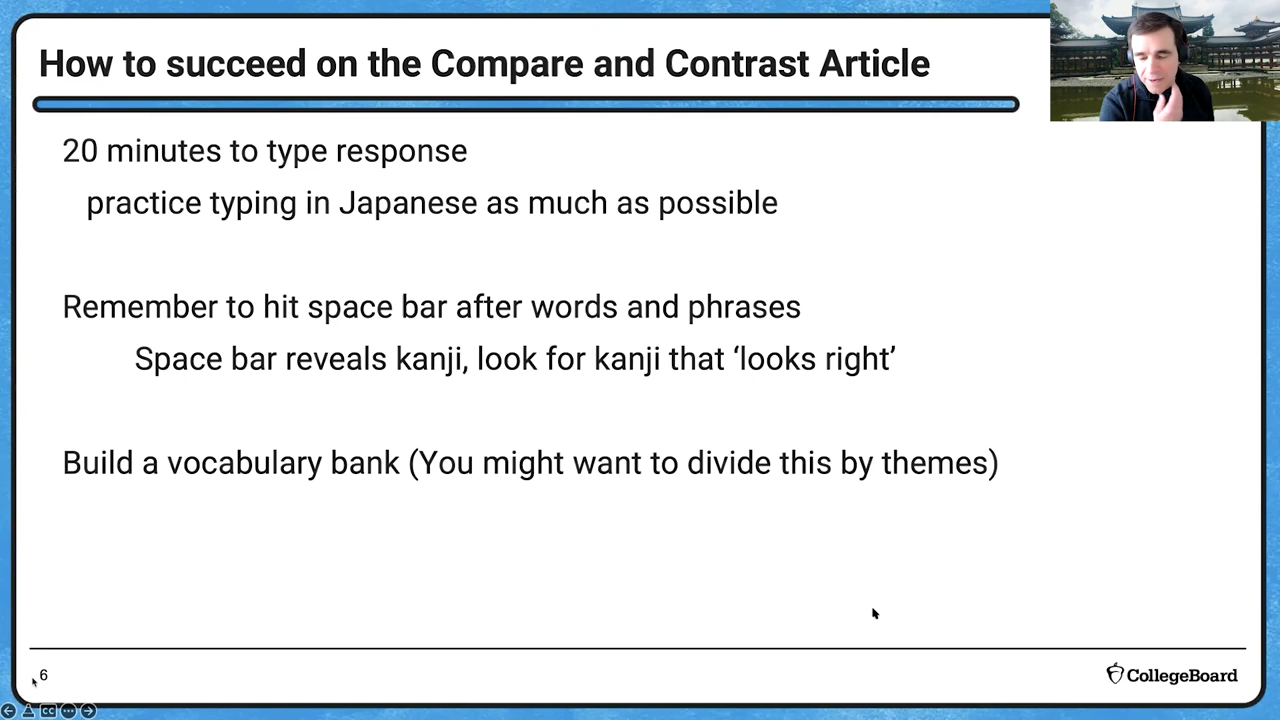 How to succeed on the Compare and Contrast Article
20 minutes to type response
practice typing in Japanese as much as possible
Remember to hit space bar after words and phrases
Space bar reveals kanji, look for kanji that ‘looks right’
Build a vocabulary bank (You might want to divide this by themes)
6
CollegeBoard
CC